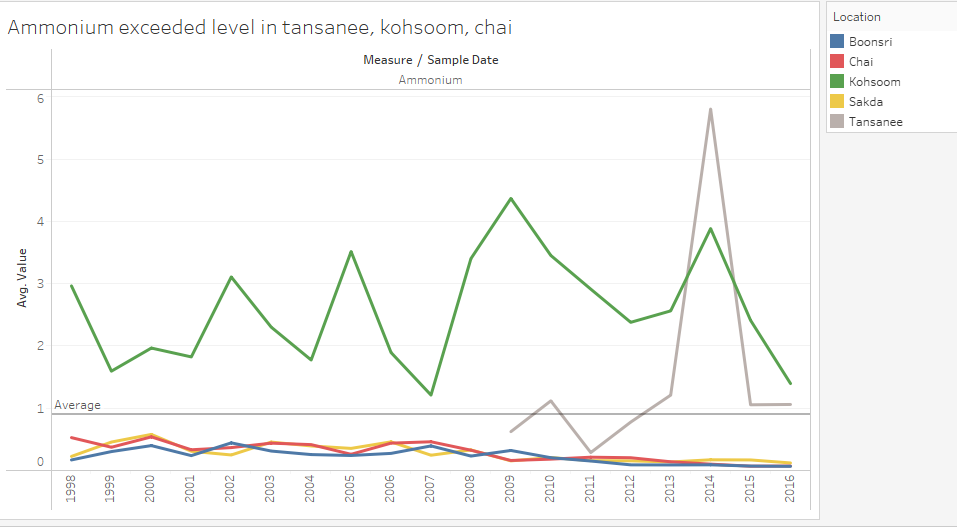 Ammonium exceeded level in tansanee, kohsoom, chai
Measure / Sample Date
Ammonium
6
5
4
3
2
1
0
Avg. Value
Average
1998
1999
2000
2001
2002
2003
2004
2005
2006
2007
2008
2009
2010
2011
2012
2013
2014
2015
2016
Location
Boonsri
Chai
Kohsoom
Sakda
Tansanee